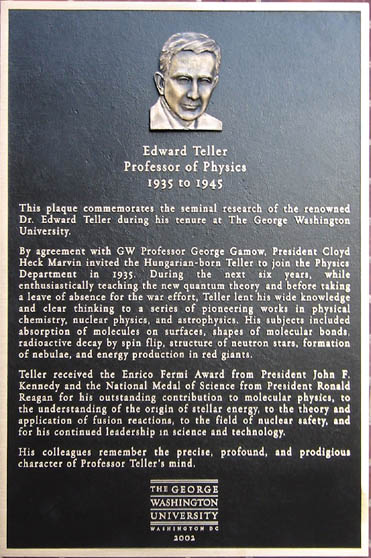 Edward Teller
Professor of Physics
1935 to 1945
This plaque commemorates the seminal research of the renowned
Dr. Edward Teller during his tenure at The George Washington
University.
By agreement with GW Professor George Gamow, President Cloyd
Heck Marvin invited the Hungarian-born Teller to join the Physics
Department in 1935. During the next six years, while
enthusiastically teaching the new quantum theory and before taking
a leave of absence for the war effort, Teller lent his wide knowledge
and clear thinking to a series of pioneering works in physical
chemistry, nuclear physics, and astrophysics. His subjects included
absorption of molecules on surfaces, shapes of molecular bonds,
radioactive decay by spin flip, structure of neutron stars, formation
of nebulae, and energy production in red giants.
Teller received the Enrico Fermi Award from President John F.
Kennedy and the National Medal of Science from President Ronald
Reagan for his outstanding contribution to molecular physics, to
the understanding of the origin of stellar energy, to the theory and
application of fusion reactions, to the field of nuclear safety, and
for his continued leadership in science and technology.
His colleagues remember the precise, profound, and prodigious
character of Professor Teller's mind.
THE GEORGE
WASHINGTON
UNIVERSITY
WASHINGTON DC
2002